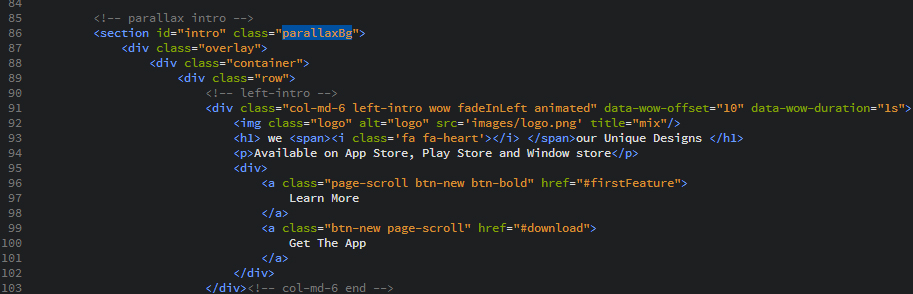 84
85 <!-- parallax intro -->
86 <section id="intro" class="parallaxBg">
87 <div class="overlay">
88 <div class="container">
89 <div class="row">
90 <!-- left-intro -->
91 <div class="col-md-6 left-intro wow fadeInLeft animated" data-wow-offset="10" data-wow-duration="1s">
92 <img class="logo" alt="logo" src='images/logo.png' title="mix"/>
93 <h1> we <span><i class='fa fa-heart'></i> </span>our Unique Designs </h1>
94 <p>Available on App Store, Play Store and Window store</p>
95 <div>
96 <a class="page-scroll btn-new btn-bold" href="#firstFeature">
97 Learn More
98 </a>
99 <a class="btn-new page-scroll" href="#download">
100 Get The App
101 </a>
102 </div>
103 </div><!-- col-md-6 end -->